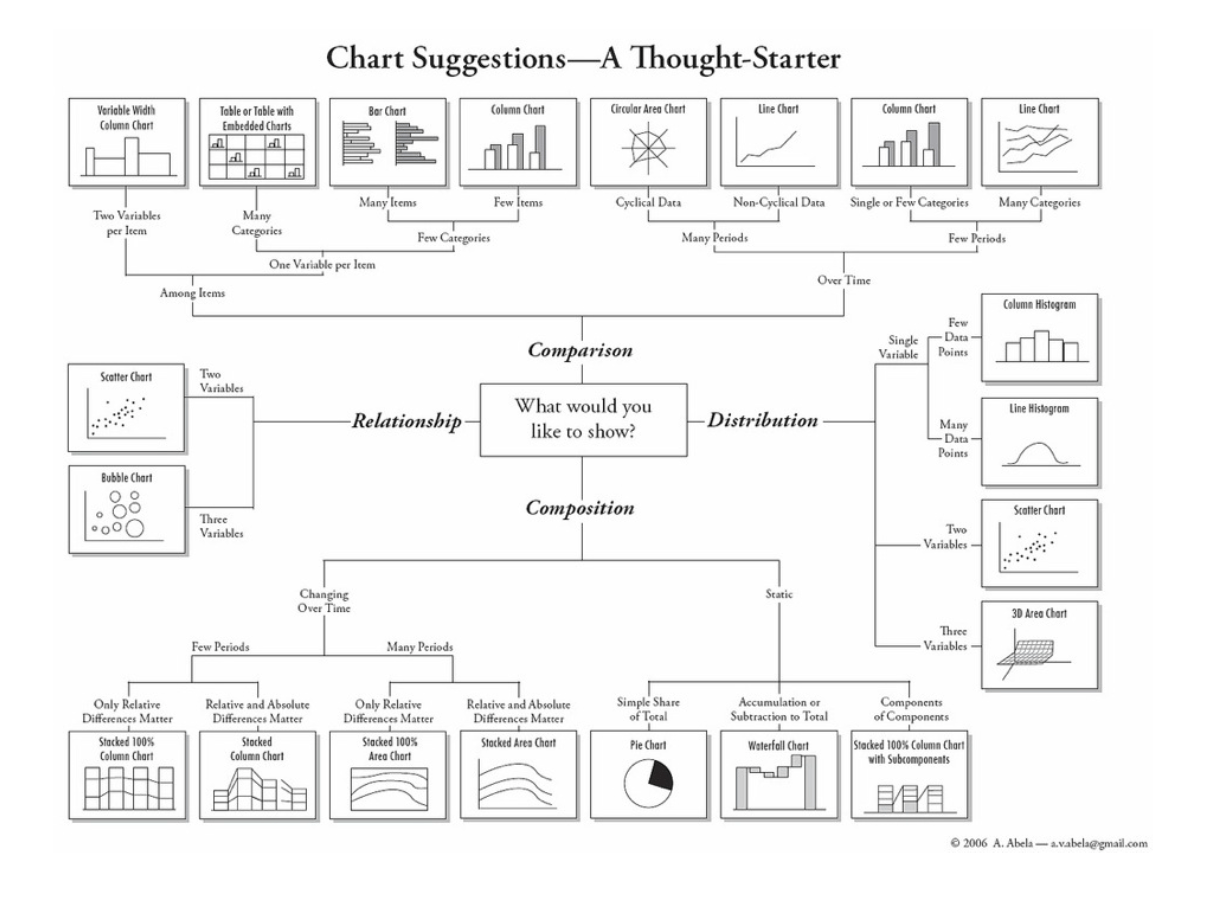 Chart Suggestions—A Thought-Starter
Variable Width
Column Chart
Table or Table with
Embedded Charts
Bar Chart
Column Chart
Circular Area Chart
Line Chart
Column Chart
Line Chart
Two Variables
per Item
Many
Categories
Many Items
Few Items
Cyclical Data
Non-Cyclical Data
Single or Few Categories
Many Categories
Few Categories
Many Periods
Few Periods
One Variable per Item
Over Time
Among Items
Comparison
What would you
like to show?
Relationship
Two
Variables
Scatter Chart
Three
Variables
Bubble Chart
Distribution
Single
Variable
Few
Data
Points
Column Histogram
Many
Data
Points
Line Histogram
Two
Variables
Scatter Chart
Three
Variables
3D Area Chart
Composition
Changing
Over Time
Static
Few Periods
Many Periods
Only Relative
Differences Matter
Relative and Absolute
Differences Matter
Only Relative
Differences Matter
Relative and Absolute
Differences Matter
Simple Share
of Total
Accumulation or
Subtraction to Total
Components
of Components
Stacked 100%
Column Chart
Stacked
Column Chart
Stacked 100%
Area Chart
Stacked Area Chart
Pie Chart
Waterfall Chart
Stacked 100% Column Chart
with Subcomponents
© 2006 A. Abela — a.v.abela@gmail.com